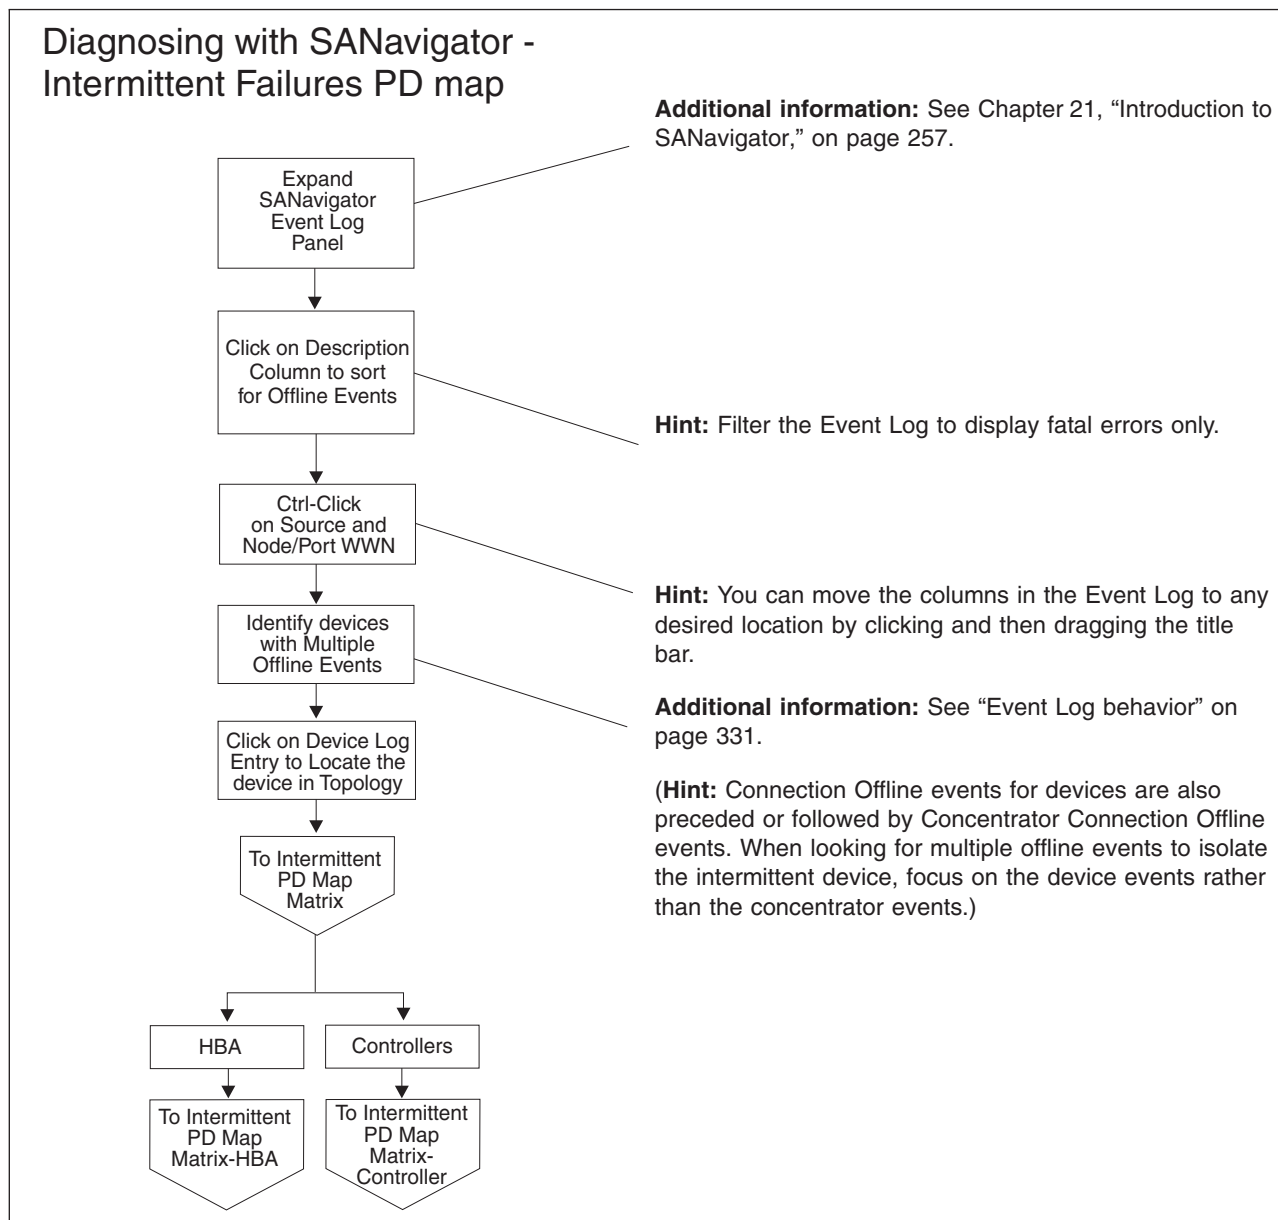 Diagnosing with SANavigator -
Intermittent Failures PD map
Additional information: See Chapter 21, “Introduction to
SANavigator,” on page 257.
Expand
SANavigator
Event Log
Panel
Click on Description
Column to sort
for Offline Events
Hint: Filter the Event Log to display fatal errors only.
Ctrl-Click
on Source and
Node/Port WWN
Hint: You can move the columns in the Event Log to any
desired location by clicking and then dragging the title
bar.
Identify devices
with Multiple
Offline Events
Additional information: See “Event Log behavior” on
page 331.
(Hint: Connection Offline events for devices are also
preceded or followed by Concentrator Connection Offline
events. When looking for multiple offline events to isolate
the intermittent device, focus on the device events rather
than the concentrator events.)
Click on Device Log
Entry to Locate the
device in Topology
To Intermittent
PD Map
Matrix
HBA
Controllers
To Intermittent
PD Map
Matrix-HBA
To Intermittent
PD Map
Matrix-
Controller